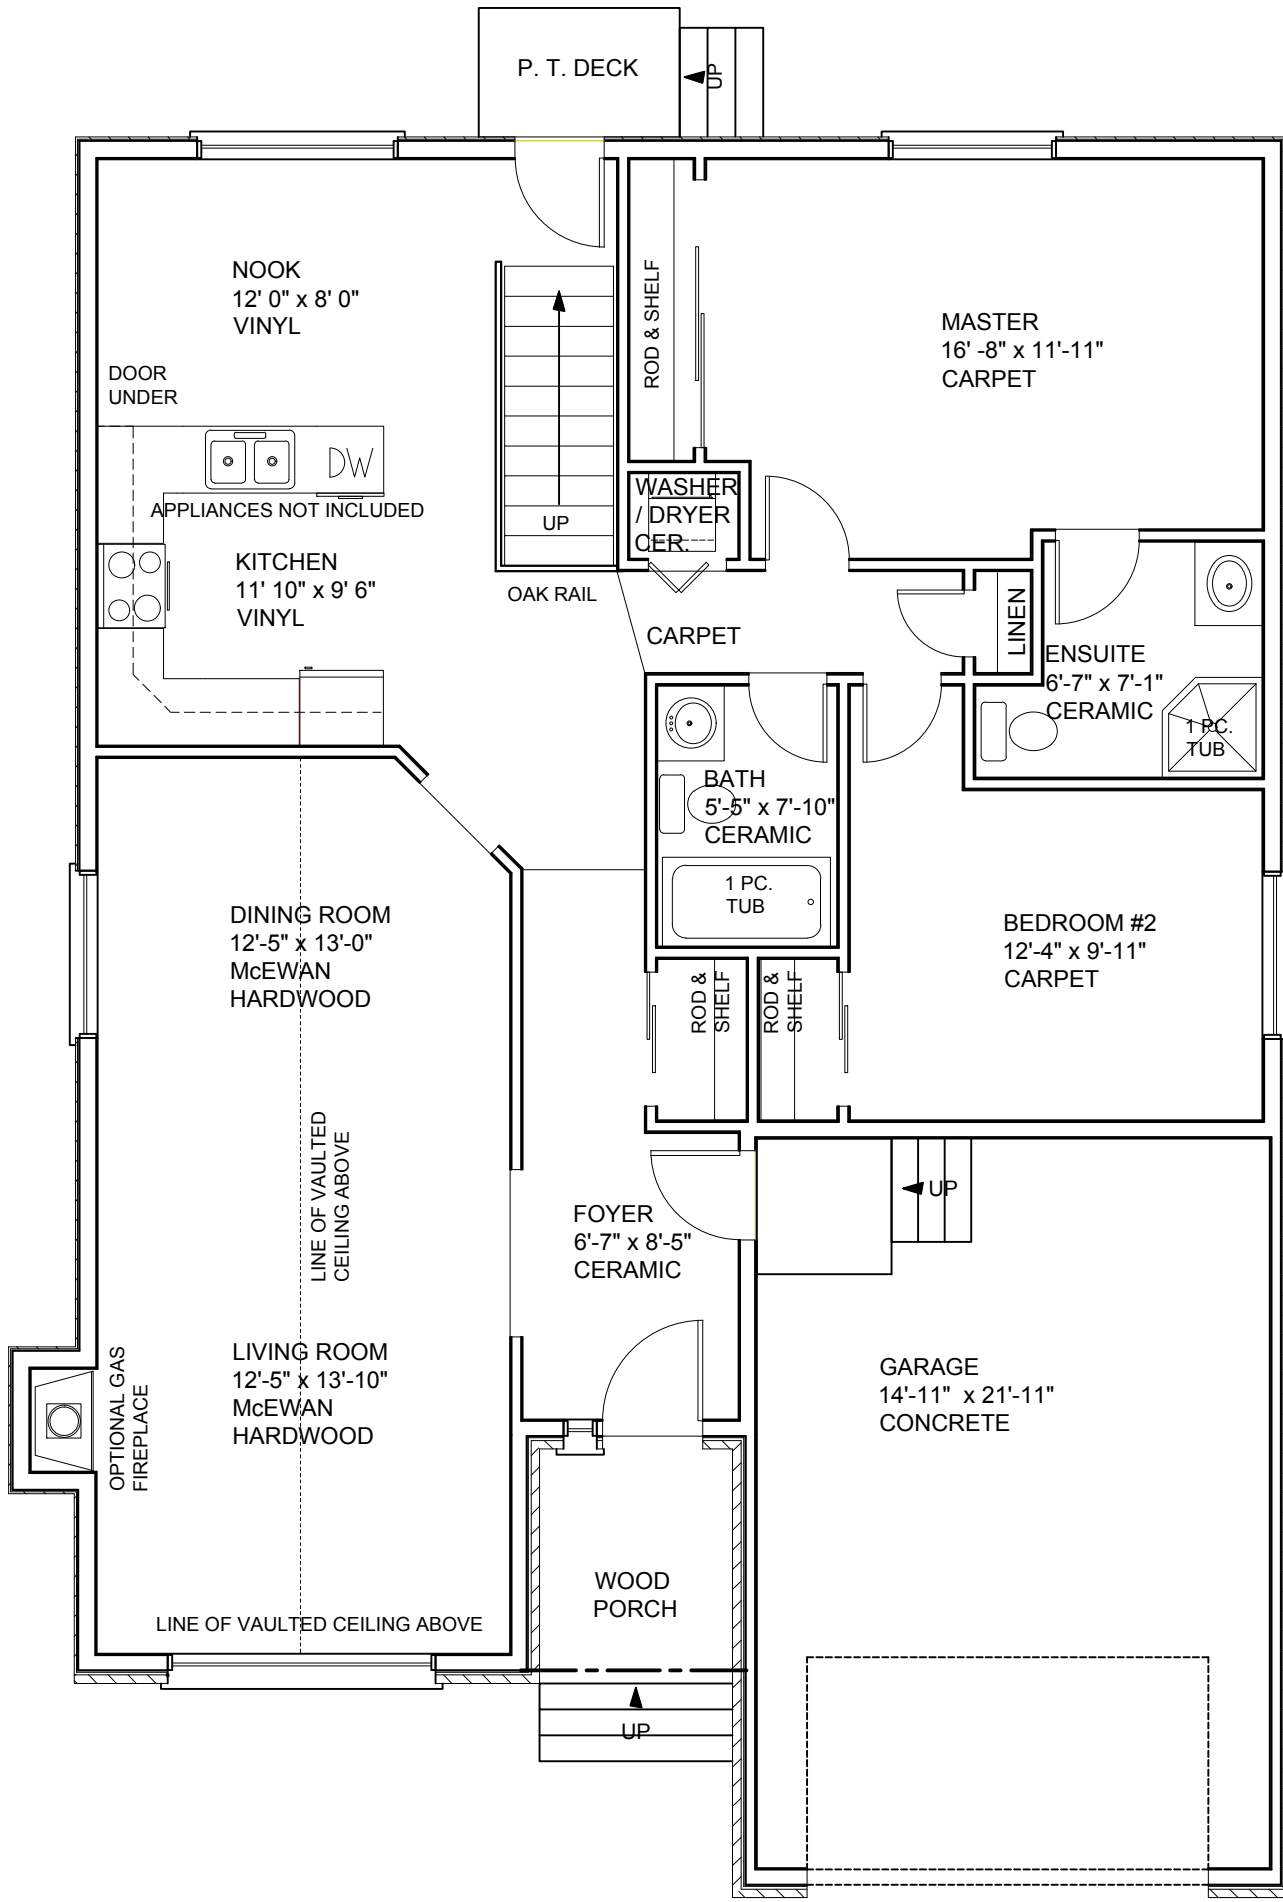 P. T. DECK
UP
NOOK
12' 0" x 8' 0"
VINYL
ROD & SHELF
MASTER
16' -8" x 11'-11"
CARPET
DOOR
UNDER
DW
APPLIANCES NOT INCLUDED
WASHER
/ DRYER
CER.
UP
KITCHEN
11' 10" x 9' 6"
VINYL
OAK RAIL
CARPET
LINEN
ENSUITE
6'-7" x 7'-1"
CERAMIC
1 PC.
TUB
BATH
5'-5" x 7'-10"
CERAMIC
1 PC.
TUB
DINING ROOM
12'-5" x 13'-0"
McEWAN
HARDWOOD
BEDROOM #2
12'-4" x 9'-11"
CARPET
ROD &
SHELF
ROD &
SHELF
LINE OF VAULTED
CEILING ABOVE
UP
FOYER
6'-7" x 8'-5"
CERAMIC
LIVING ROOM
12'-5" x 13'-10"
McEWAN
HARDWOOD
OPTIONAL GAS
FIREPLACE
GARAGE
14'-11" x 21'-11"
CONCRETE
WOOD
PORCH
LINE OF VAULTED CEILING ABOVE
UP